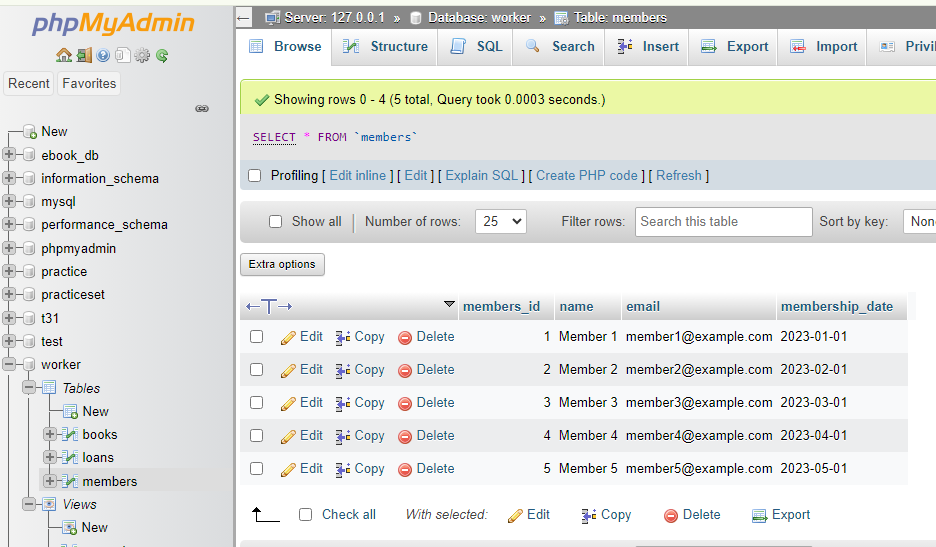 phpMyAdmin
Recent Favorites
New
ebook_db
information_schema
mysql
performance_schema
phpmyadmin
practice
practiceset
t31
test
worker
Tables
New
books
loans
members
Views
New
Server: 127.0.0.1 » Database: worker » Table: members
Browse Structure SQL Search Insert Export Import
Showing rows 0 - 4 (5 total, Query took 0.0003 seconds.)
SELECT * FROM `members`
Profiling [ Edit inline ] [ Edit ] [ Explain SQL ] [ Create PHP code ] [ Refresh ]
Show all Number of rows: 25 Filter rows: Search this table Sort by key:
Extra options
members_id name email membership_date
Edit Copy Delete 1 Member 1 member1@example.com 2023-01-01
Edit Copy Delete 2 Member 2 member2@example.com 2023-02-01
Edit Copy Delete 3 Member 3 member3@example.com 2023-03-01
Edit Copy Delete 4 Member 4 member4@example.com 2023-04-01
Edit Copy Delete 5 Member 5 member5@example.com 2023-05-01
Check all With selected: Edit Copy Delete Export